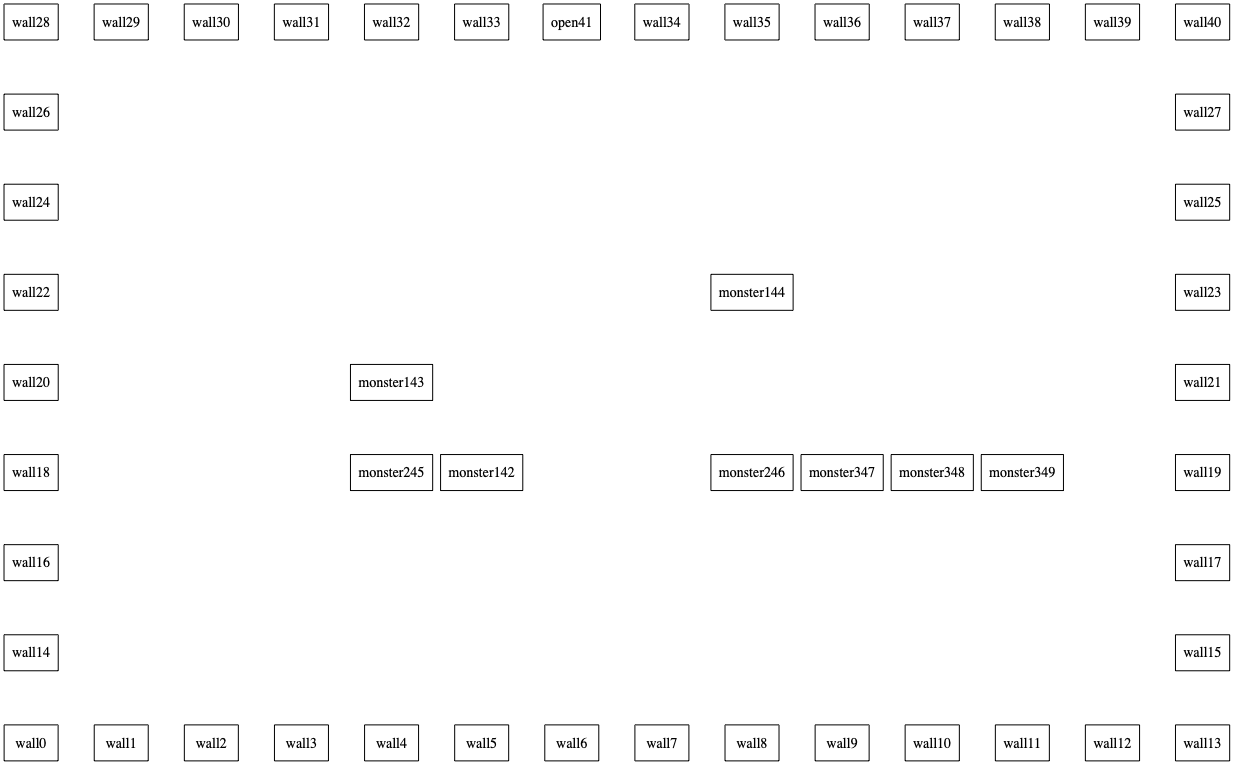 wall28 wall29 wall30 wall31 wall32 wall33 open41 wall34 wall35 wall36 wall37 wall38 wall39 wall40
wall26 wall27
wall24 wall25
wall22 monster144 wall23
wall20 monster143 wall21
wall18 monster245 monster142 monster246 monster347 monster348 monster349 wall19
wall16 wall17
wall14 wall15
wall0 wall1 wall2 wall3 wall4 wall5 wall6 wall7 wall8 wall9 wall10 wall11 wall12 wall13